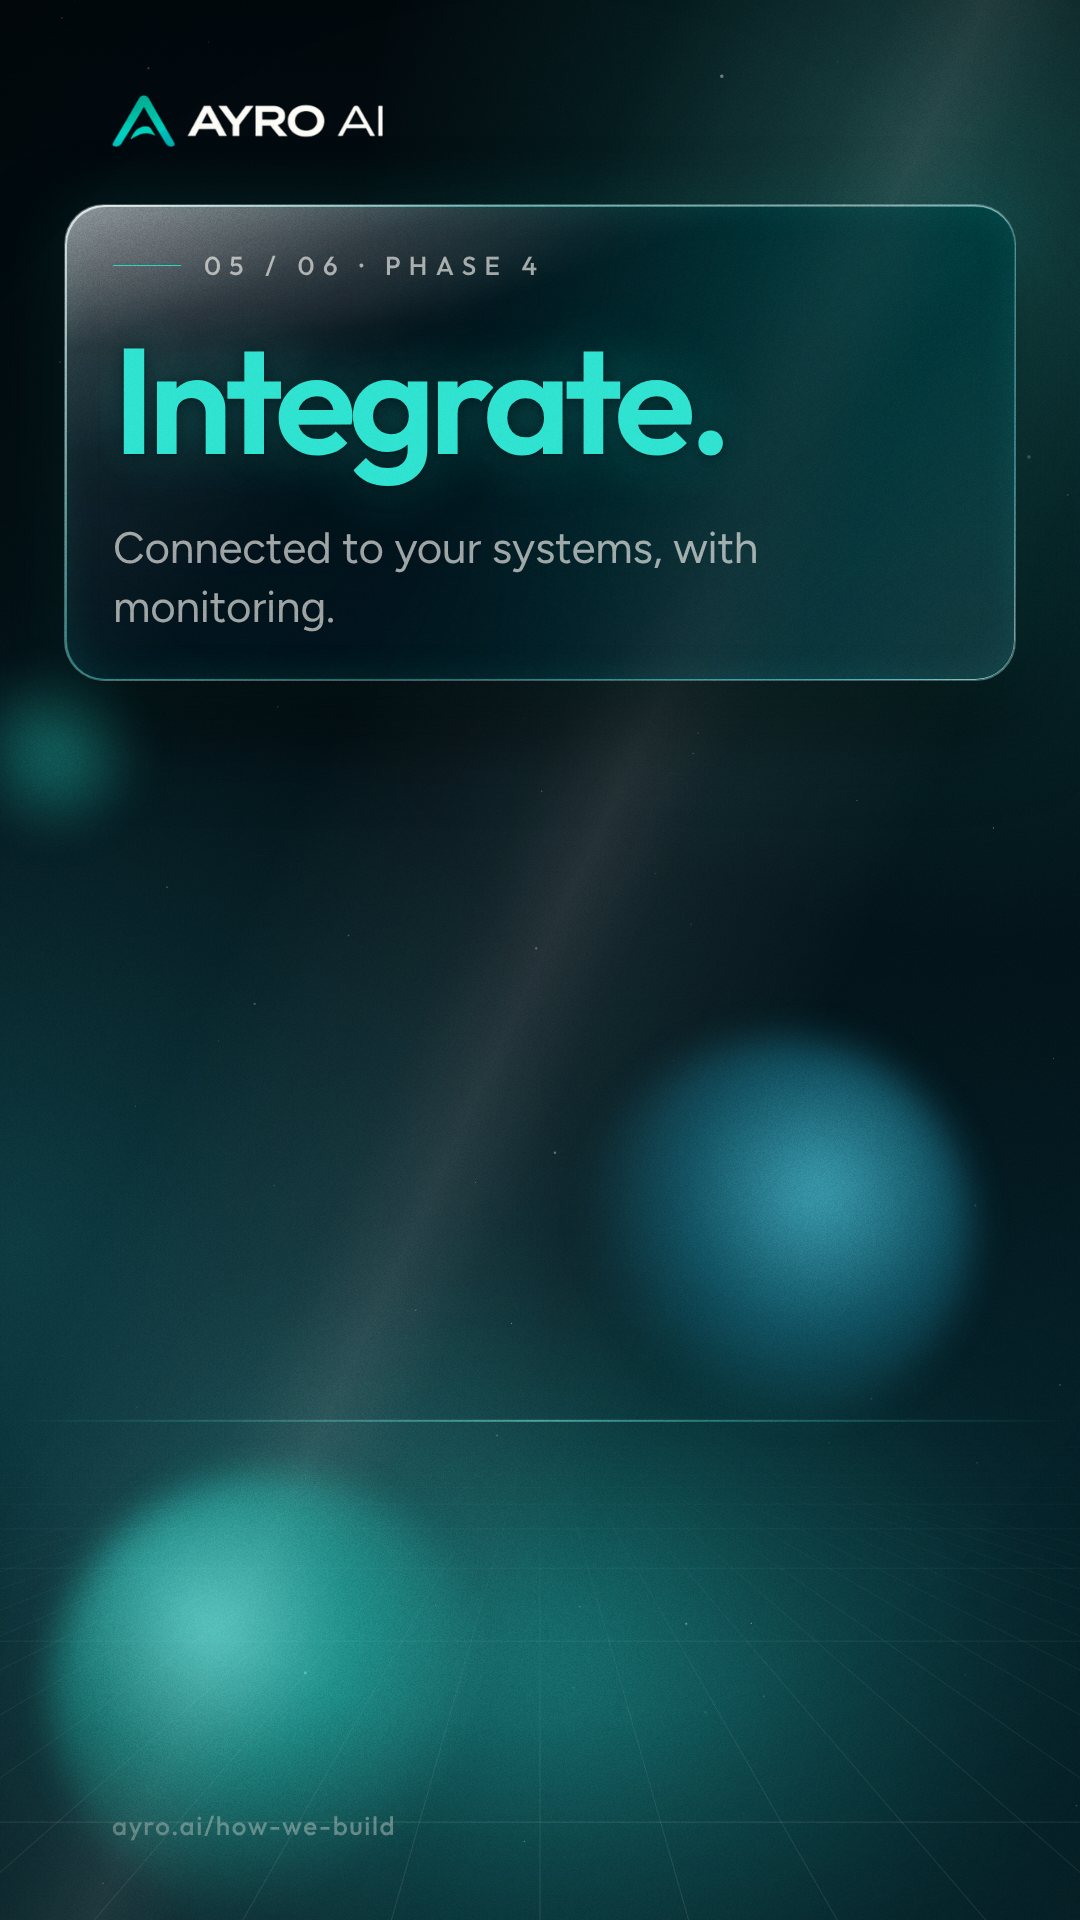 AYRO AI
05 / 06 · PHASE 4
Integrate.
Connected to your systems, with
monitoring.
ayro.ai/how-we-build